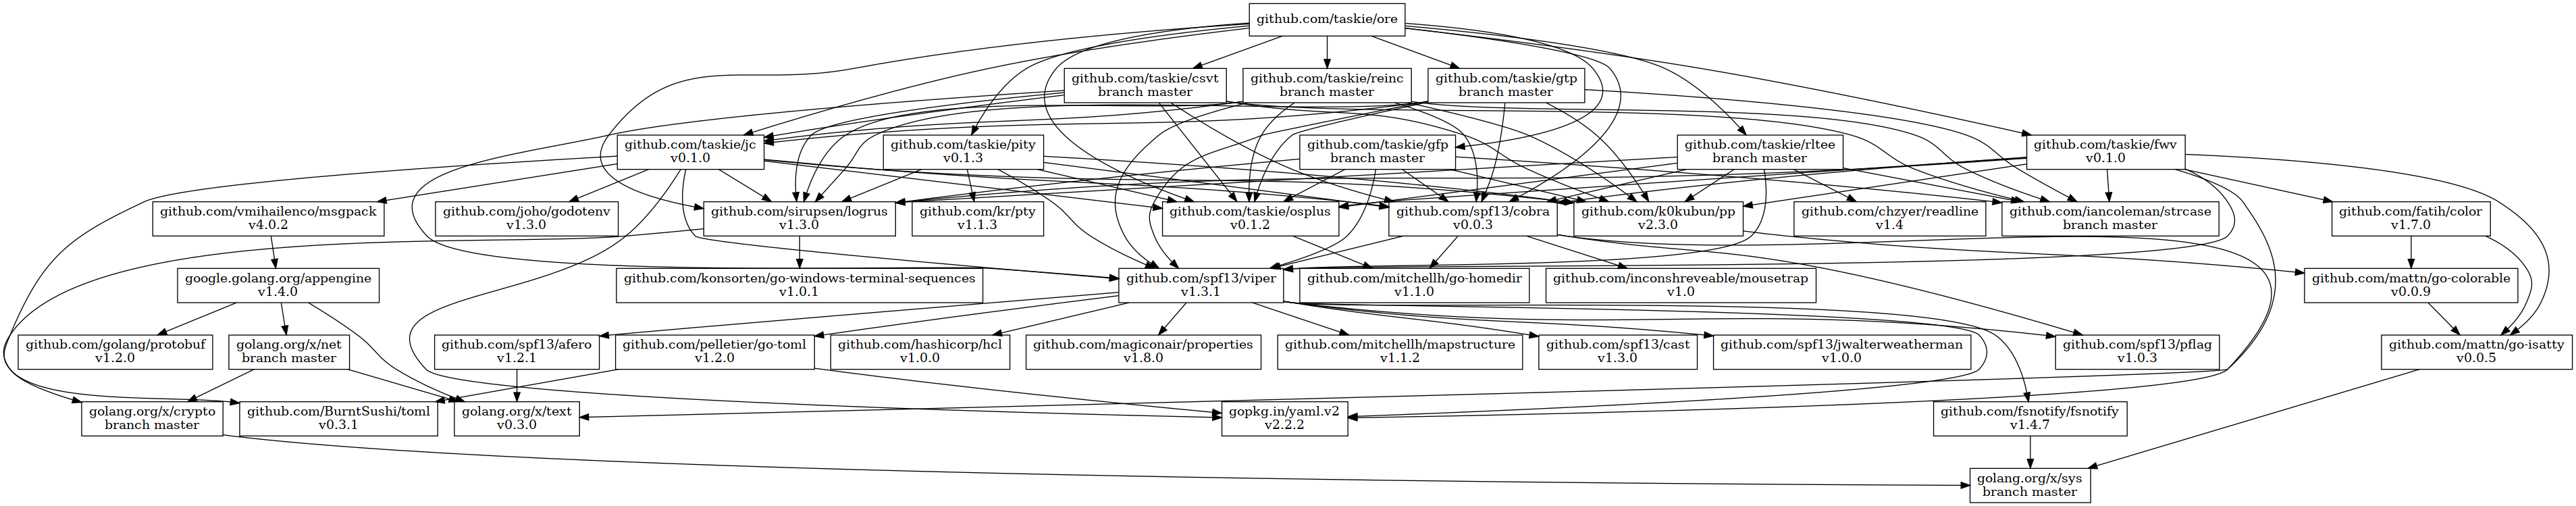 github.com/taskie/ore
github.com/taskie/csvt
branch master
github.com/taskie/reinc
branch master
github.com/taskie/gtp
branch master
github.com/taskie/jc
v0.1.0
github.com/taskie/pity
v0.1.3
github.com/taskie/gfp
branch master
github.com/taskie/rltee
branch master
github.com/taskie/fwv
v0.1.0
github.com/vmihailenco/msgpack
v4.0.2
github.com/joho/godotenv
v1.3.0
github.com/sirupsen/logrus
v1.3.0
github.com/kr/pty
v1.1.3
github.com/taskie/osplus
v0.1.2
github.com/spf13/cobra
v0.0.3
github.com/k0kubun/pp
v2.3.0
github.com/chzyer/readline
v1.4
github.com/iancoleman/strcase
branch master
github.com/fatih/color
v1.7.0
google.golang.org/appengine
v1.4.0
github.com/konsorten/go-windows-terminal-sequences
v1.0.1
github.com/spf13/viper
v1.3.1
github.com/mitchellh/go-homedir
v1.1.0
github.com/inconshreveable/mousetrap
v1.0
github.com/mattn/go-colorable
v0.0.9
github.com/golang/protobuf
v1.2.0
golang.org/x/net
branch master
github.com/spf13/afero
v1.2.1
github.com/pelletier/go-toml
v1.2.0
github.com/hashicorp/hcl
v1.0.0
github.com/magiconair/properties
v1.8.0
github.com/mitchellh/mapstructure
v1.1.2
github.com/spf13/cast
v1.3.0
github.com/spf13/jwalterweatherman
v1.0.0
github.com/spf13/pflag
v1.0.3
github.com/mattn/go-isatty
v0.0.5
golang.org/x/crypto
branch master
github.com/BurntSushi/toml
v0.3.1
golang.org/x/text
v0.3.0
gopkg.in/yaml.v2
v2.2.2
github.com/fsnotify/fsnotify
v1.4.7
golang.org/x/sys
branch master